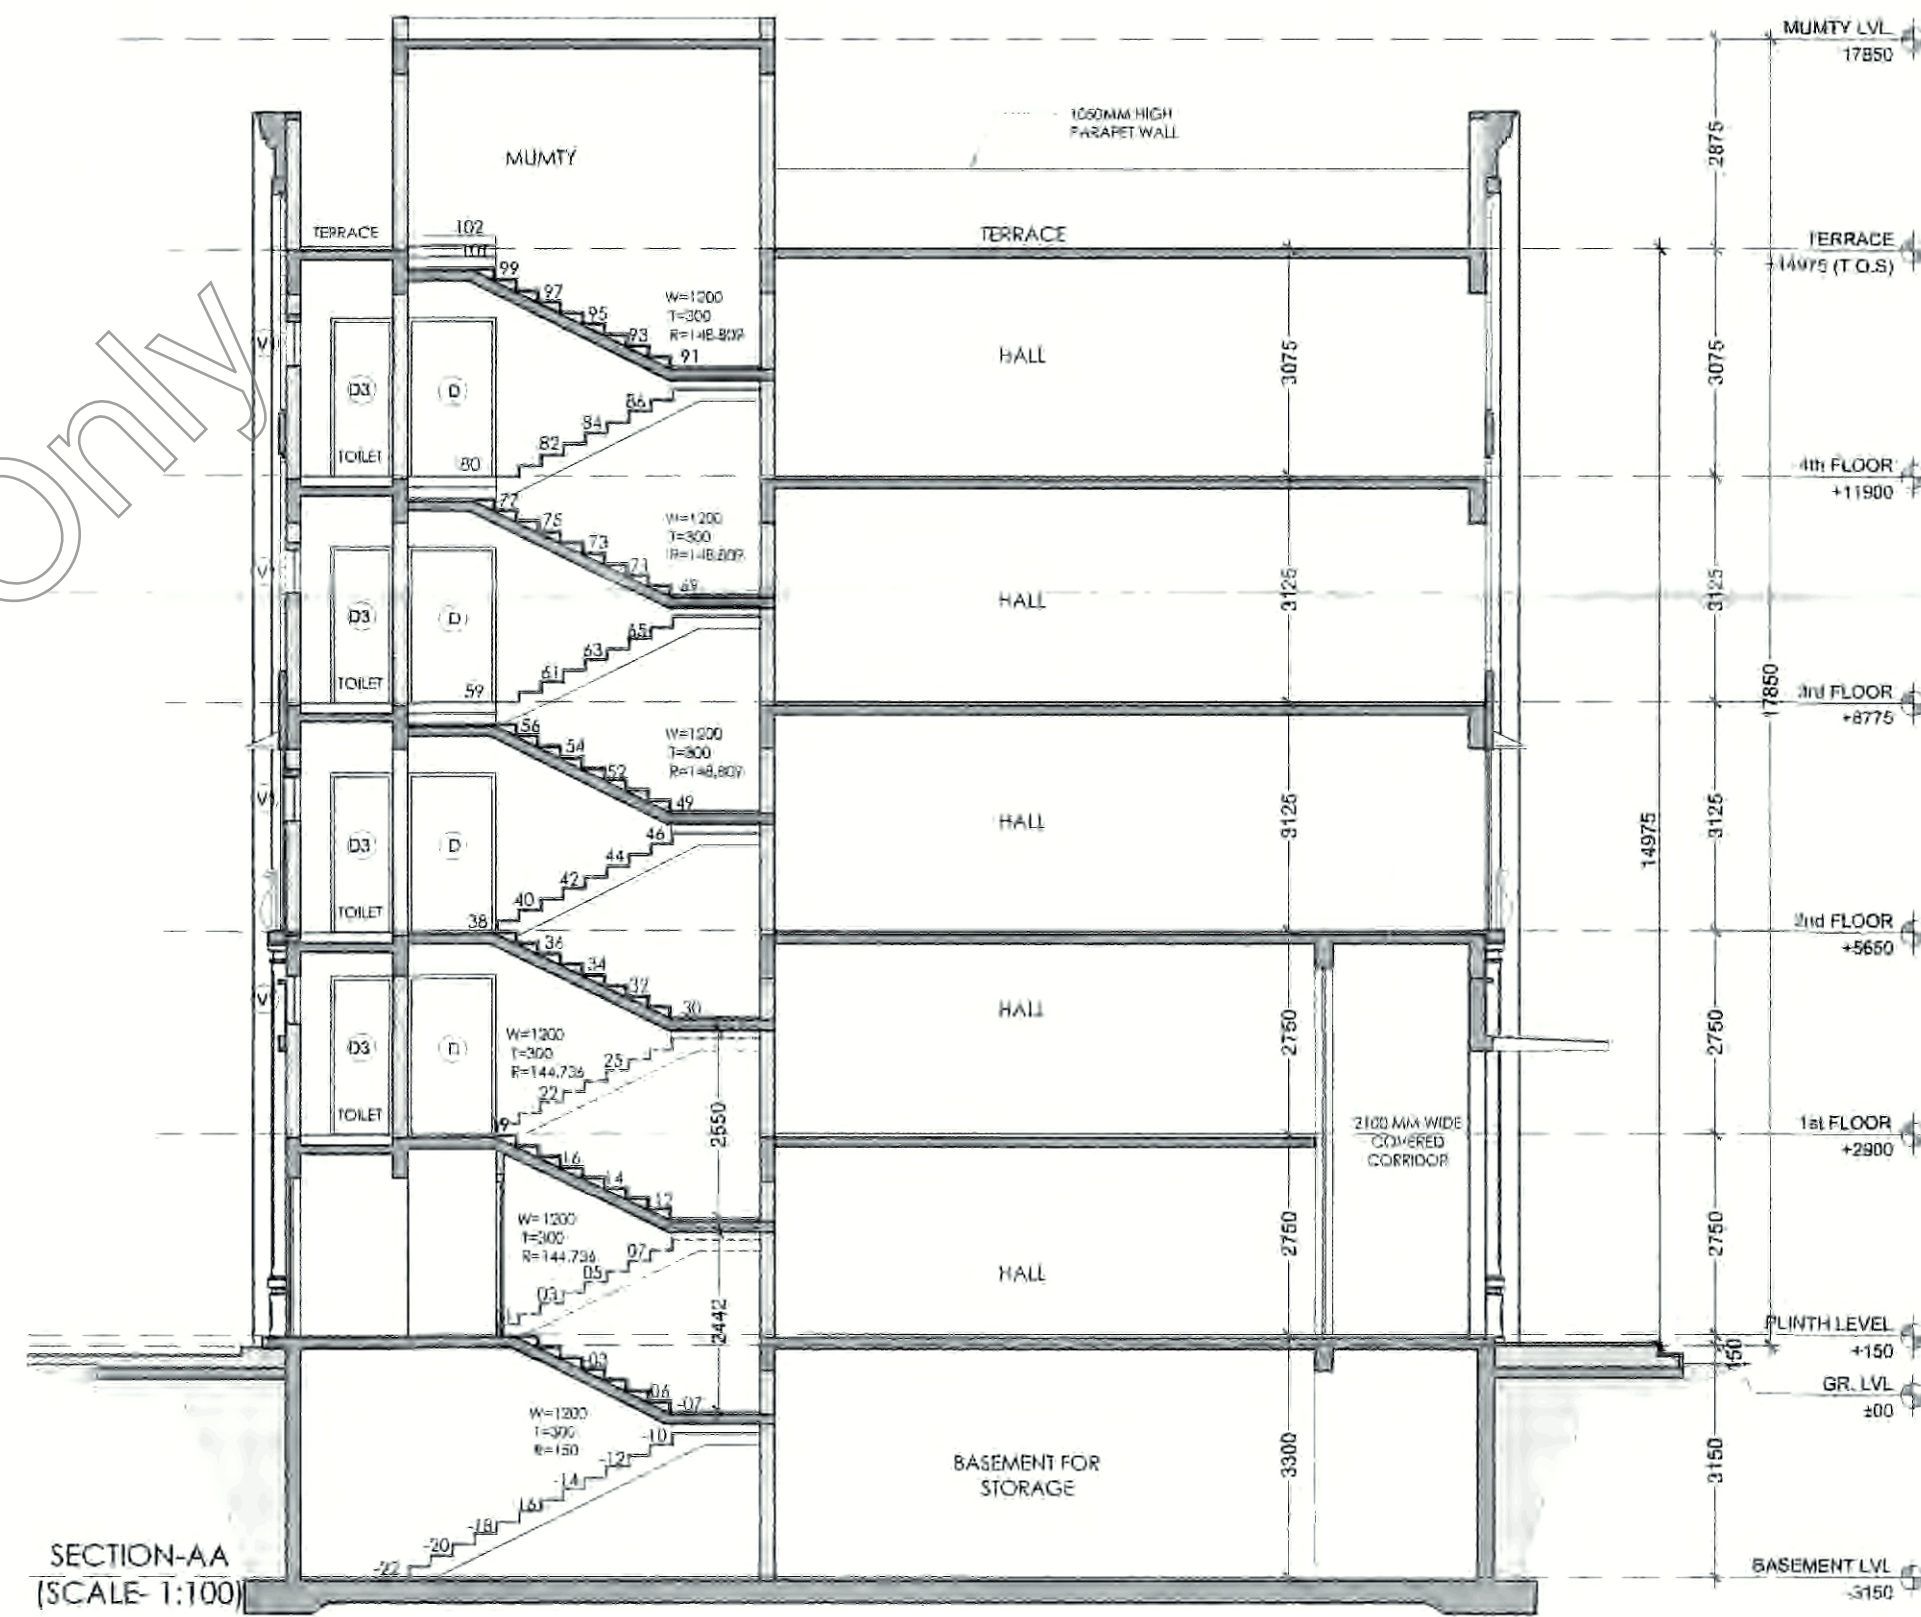 MUMTY LVL
17850
1050MM HIGH
PARAPET WALL
2875
MUMTY
102
101
TERRACE
TERRACE
TERRACE
+14975 (T.O.S)
Only
99
97
95
93
91
W=1200
T=300
R=148.809
V
D3
D
HALL
3075
3075
86
84
82
80
TOILET
4th FLOOR
+11900
77
75
73
71
69
W=1200
T=300
R=148.809
V
D3
D
HALL
3125
3125
65
63
61
59
TOILET
17850
3rd FLOOR
+8775
56
54
52
49
W=1200
T=300
R=148.809
V
D3
D
HALL
3125
3125
14975
46
44
42
40
38
TOILET
2nd FLOOR
+5650
36
34
32
30
V
D3
D
HALL
2750
2750
W=1200
T=300
R=144.736
25
22
TOILET
2550
2100 MM WIDE
COVERED
CORRIDOR
1st FLOOR
+2900
16
14
12
W=1200
T=300
R=144.736
07
05
03
HALL
2750
2750
2442
PLINTH LEVEL
+150
150
GR. LVL
±00
-03
-06
-07
W=1200
T=300
R=150
-10
-12
-14
-16
-18
-20
-22
BASEMENT FOR
STORAGE
3300
3150
SECTION-AA
(SCALE- 1:100)
BASEMENT LVL
-3150